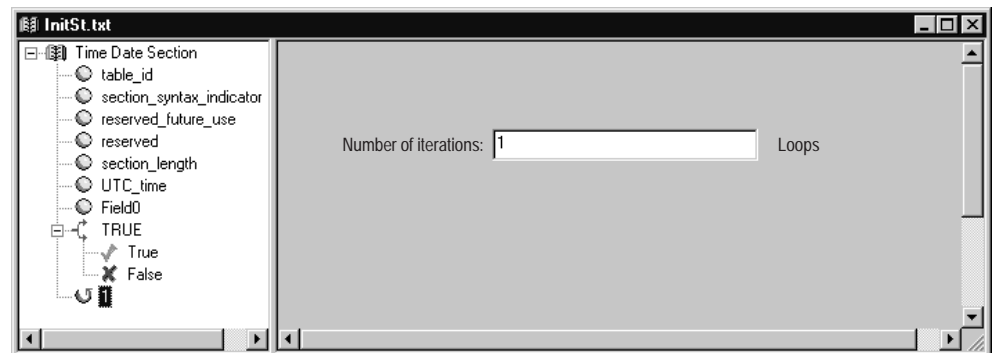 InitSt.txt
Time Date Section
table_id
section_syntax_indicator
reserved_future_use
reserved
section_length
UTC_time
Field0
TRUE
True
False
1
Number of iterations: 1 Loops